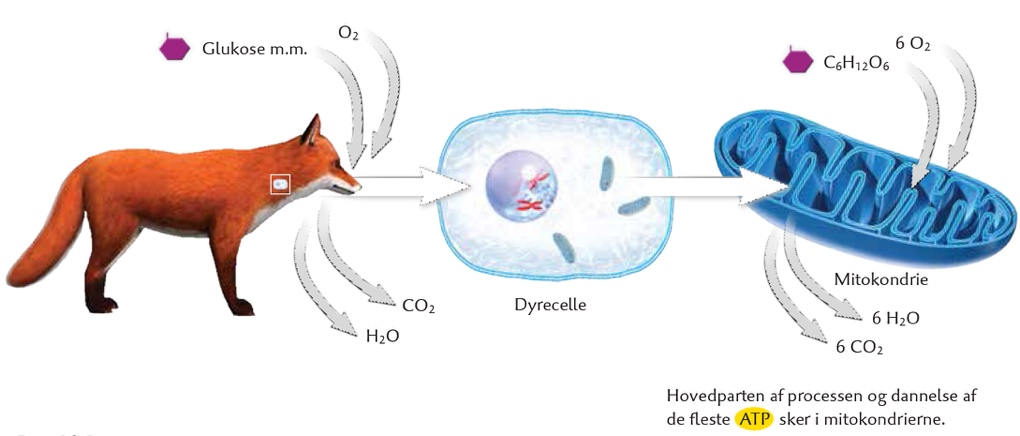 Glukose m.m.
O₂
CO₂
H₂O
Dyrecelle
C₆H₁₂O₆
6 O₂
Mitokondrie
6 H₂O
6 CO₂
Hovedparten af processen og dannelse af
de fleste ATP sker i mitokondrierne.